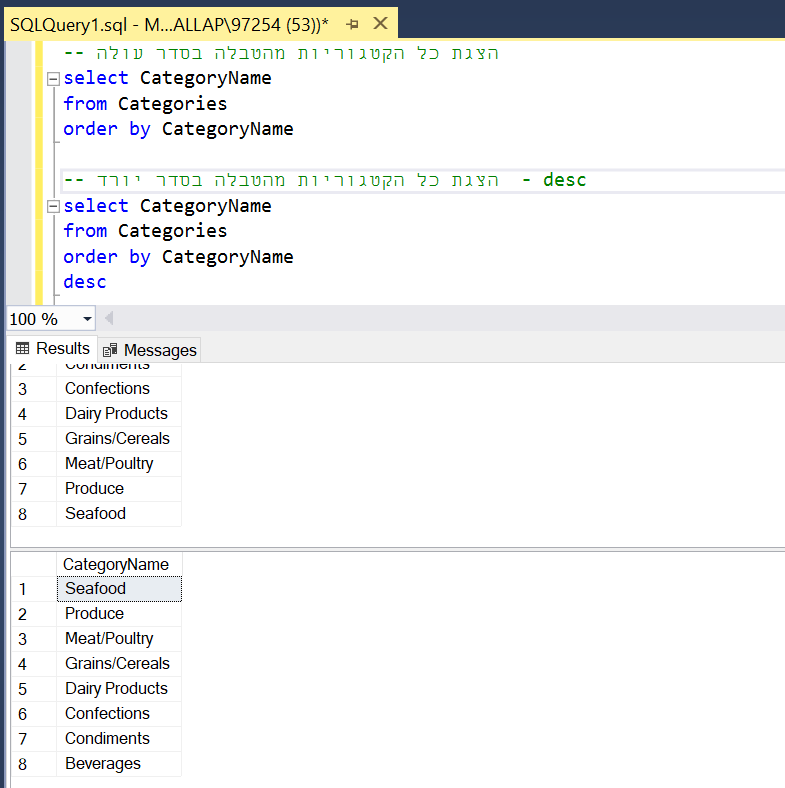 SQLQuery1.sql - M...ALLAP\97254 (53))*
-- הצגת כל הקטגוריות מהטבלה בסדר עולה
select CategoryName
from Categories
order by CategoryName
-- הצגת כל הקטגוריות מהטבלה בסדר יורד - desc
select CategoryName
from Categories
order by CategoryName
desc
100 %
Results Messages
2 Condiments
3 Confections
4 Dairy Products
5 Grains/Cereals
6 Meat/Poultry
7 Produce
8 Seafood
CategoryName
1 Seafood
2 Produce
3 Meat/Poultry
4 Grains/Cereals
5 Dairy Products
6 Confections
7 Condiments
8 Beverages